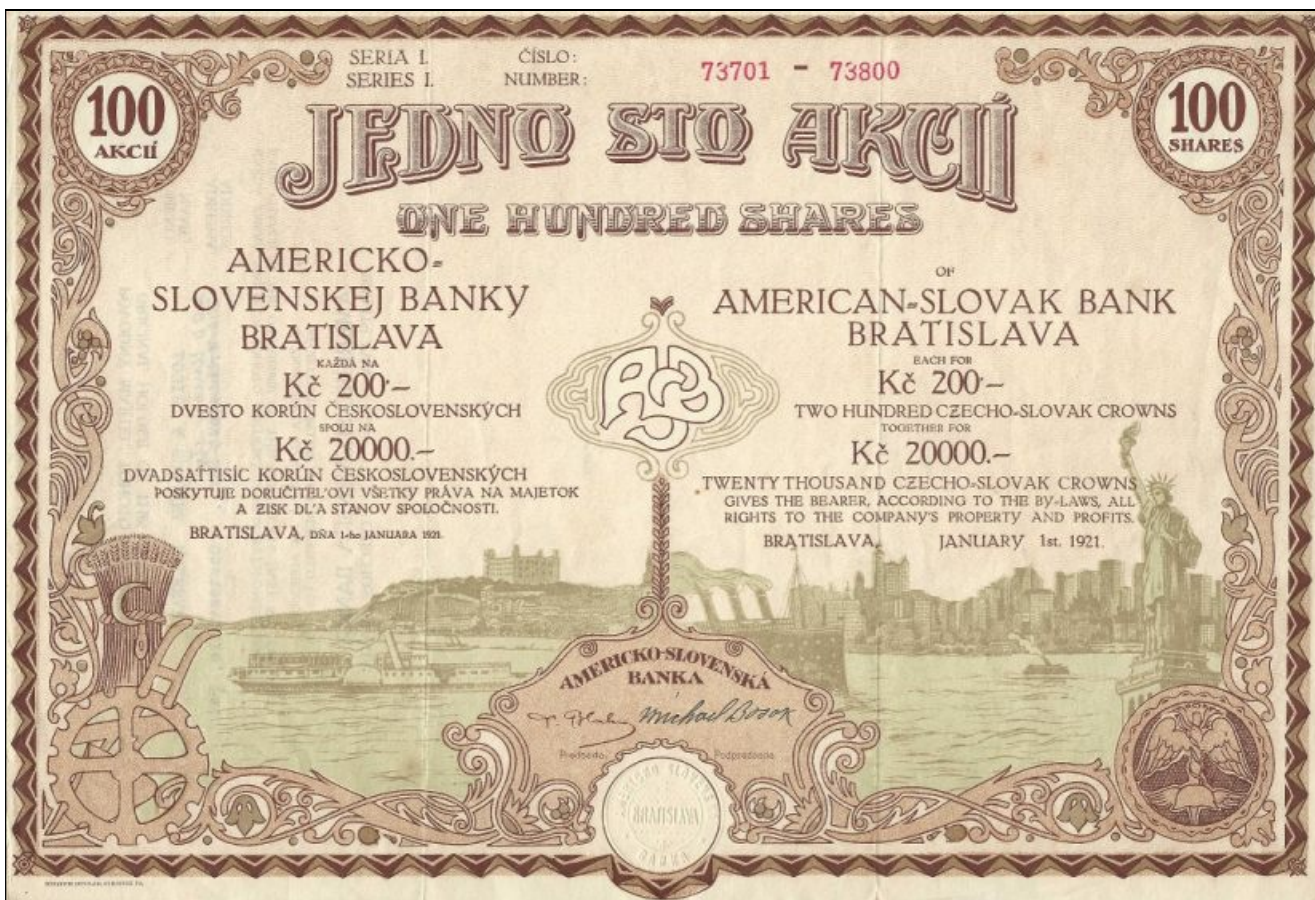 SERIA I. ČÍSLO:
SERIES I. NUMBER:
73701 - 73800
100
AKCIÍ
100
SHARES
JEDNO STO AKCIÍ
ONE HUNDRED SHARES
AMERICKO-
SLOVENSKEJ BANKY
BRATISLAVA
KAŽDÁ NA
Kč 200·—
DVESTO KORÚN ČESKOSLOVENSKÝCH
SPOLU NA
Kč 20000.—
DVADSAŤTISÍC KORÚN ČESKOSLOVENSKÝCH
POSKYTUJE DORUČITEĽOVI VŠETKY PRÁVA NA MAJETOK
A ZISK DĽA STANOV SPOLOČNOSTI.
BRATISLAVA, DŇA 1-ho JANUARA 1921.
OF
AMERICAN-SLOVAK BANK
BRATISLAVA
EACH FOR
Kč 200·—
TWO HUNDRED CZECHO-SLOVAK CROWNS
TOGETHER FOR
Kč 20000.—
TWENTY THOUSAND CZECHO-SLOVAK CROWNS
GIVES THE BEARER, ACCORDING TO THE BY-LAWS, ALL
RIGHTS TO THE COMPANY'S PROPERTY AND PROFITS.
BRATISLAVA, JANUARY 1st. 1921.
ASB
AMERICKO-SLOVENSKÁ
BANKA
Michael Bosak
Predseda. Podpredseda.
BRATISLAVA
BANKA